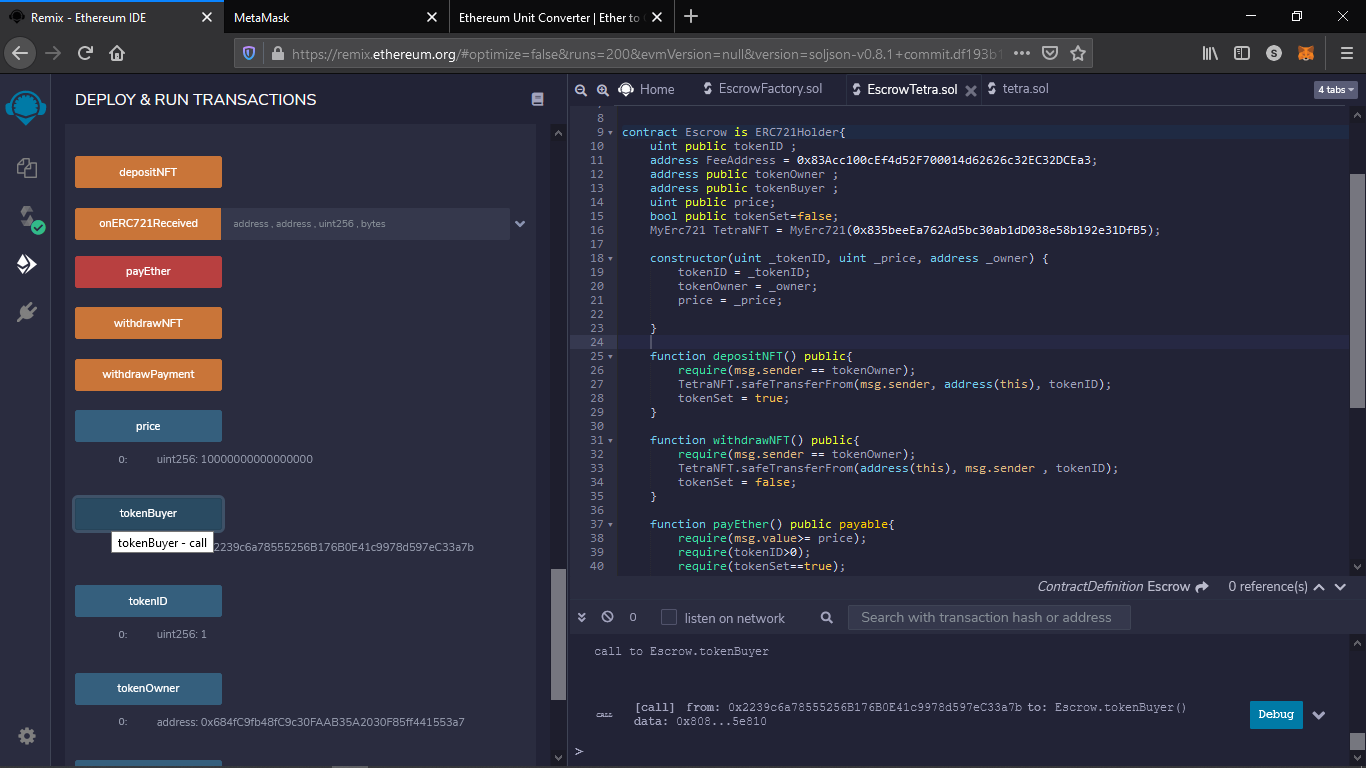 Remix - Ethereum IDE
MetaMask
Ethereum Unit Converter | Ether to
https://remix.ethereum.org/#optimize=false&runs=200&evmVersion=null&version=soljson-v0.8.1+commit.df193b1
DEPLOY & RUN TRANSACTIONS
depositNFT
onERC721Received
address , address , uint256 , bytes
payEther
withdrawNFT
withdrawPayment
price
0: uint256: 10000000000000000
tokenBuyer
tokenBuyer - call
2239c6a78555256B176B0E41c9978d597eC33a7b
tokenID
0: uint256: 1
tokenOwner
0: address: 0x684fC9fb48fC9c30FAAB35A2030F85ff441553a7
Home
EscrowFactory.sol
EscrowTetra.sol
tetra.sol
4 tabs
8
9 contract Escrow is ERC721Holder{
10 uint public tokenID ;
11 address FeeAddress = 0x83Acc100cEf4d52F700014d62626c32EC32DCEa3;
12 address public tokenOwner ;
13 address public tokenBuyer ;
14 uint public price;
15 bool public tokenSet=false;
16 MyErc721 TetraNFT = MyErc721(0x835beeEa762Ad5bc30ab1dD038e58b192e31DfB5);
17
18 constructor(uint _tokenID, uint _price, address _owner) {
19 tokenID = _tokenID;
20 tokenOwner = _owner;
21 price = _price;
22
23 }
24
25 function depositNFT() public{
26 require(msg.sender == tokenOwner);
27 TetraNFT.safeTransferFrom(msg.sender, address(this), tokenID);
28 tokenSet = true;
29 }
30
31 function withdrawNFT() public{
32 require(msg.sender == tokenOwner);
33 TetraNFT.safeTransferFrom(address(this), msg.sender , tokenID);
34 tokenSet = false;
35 }
36
37 function payEther() public payable{
38 require(msg.value>= price);
39 require(tokenID>0);
40 require(tokenSet==true);
ContractDefinition Escrow 0 reference(s)
0 listen on network Search with transaction hash or address
call to Escrow.tokenBuyer
CALL [call] from: 0x2239c6a78555256B176B0E41c9978d597eC33a7b to: Escrow.tokenBuyer()
data: 0x808...5e810
Debug
>